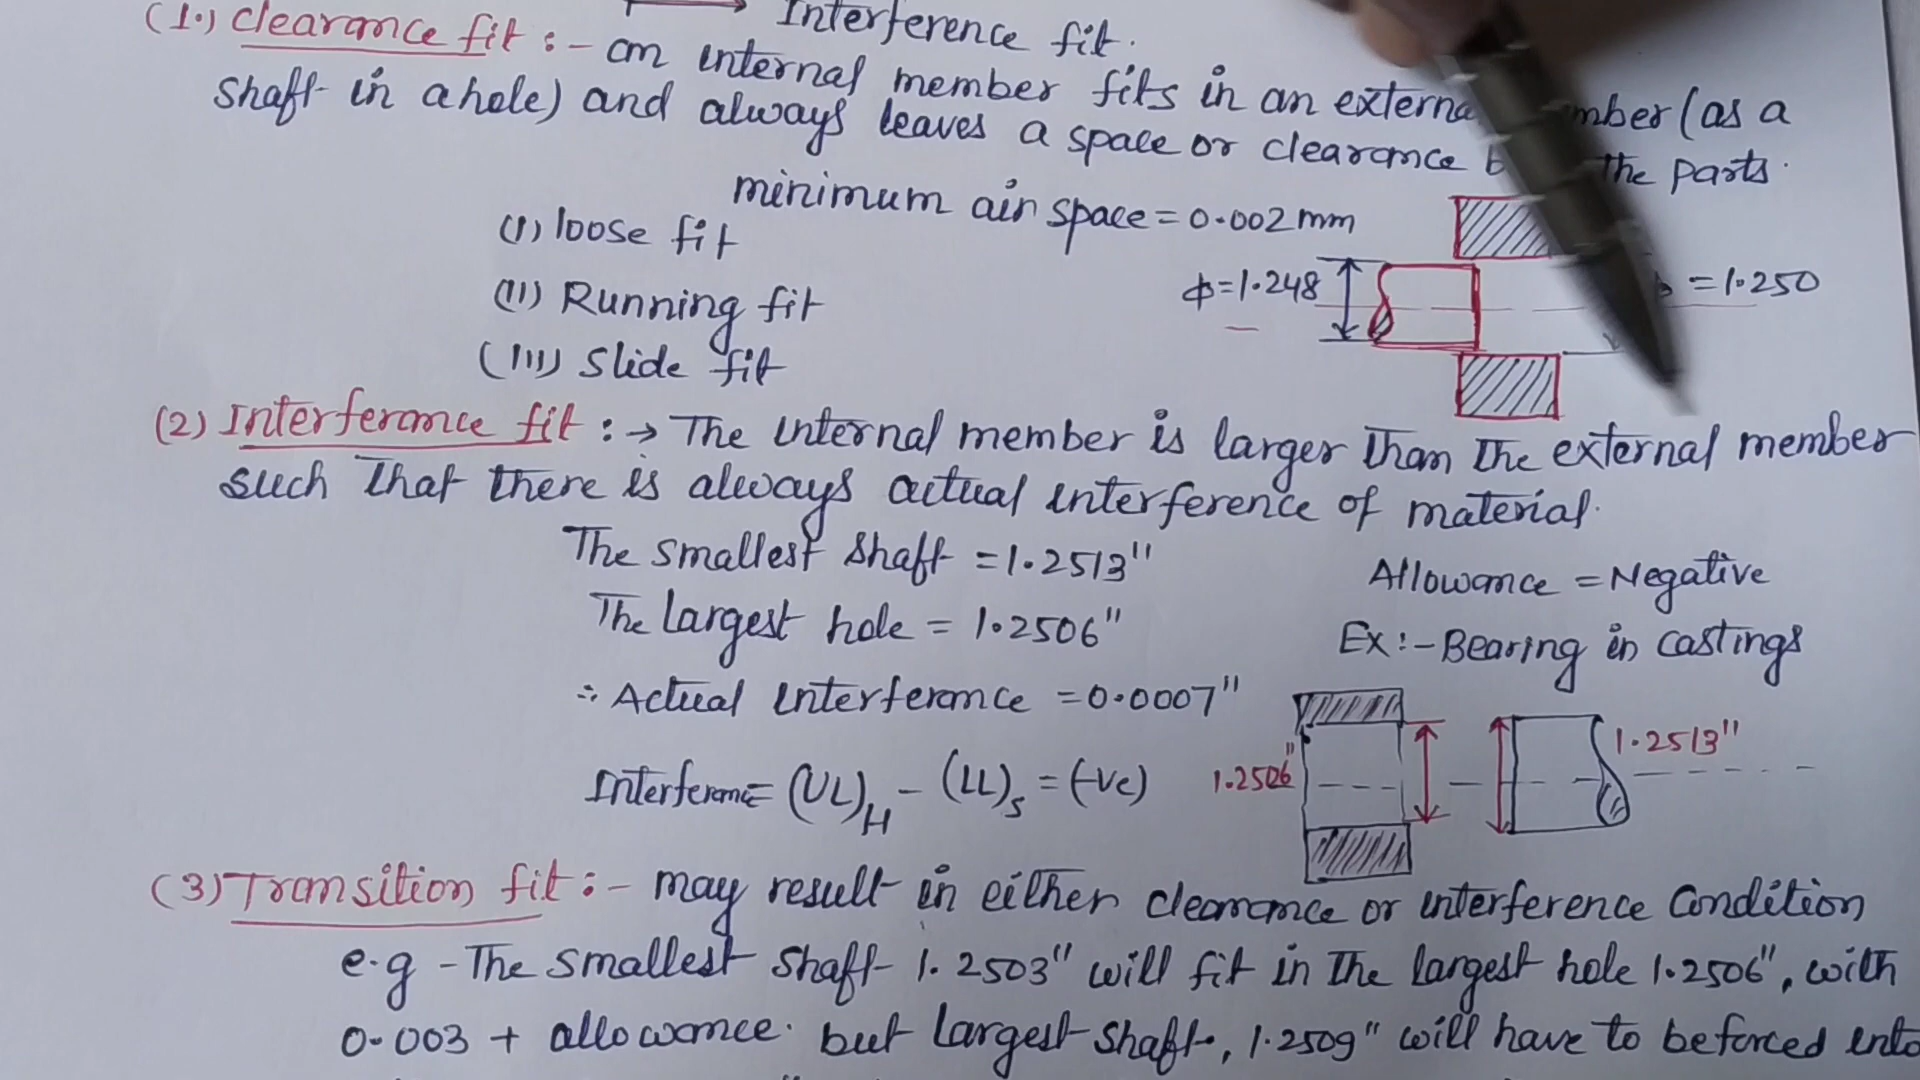 Interference fit.
(1.) clearance fit :- an internal member fits in an external member (as a
shaft in a hole) and always leaves a space or clearance the parts.
minimum air space = 0.002 mm
(I) loose fit
(II) Running fit
(III) Slide fit
ϕ=1.248
=1.250
(2) Interference fit :→ The internal member is larger than the external member
such that there is always actual interference of material.
The smallest shaft = 1.2513"
The largest hole = 1.2506"
∴ Actual interference = 0.0007"
Interference = (UL)H - (LL)s = (-ve)
Allowance = Negative
Ex:- Bearing in castings
1.2506"
1.2513"
(3) Transition fit :- may result in either clearance or interference condition
e.g - The smallest shaft 1.2503" will fit in the largest hole 1.2506", with
0.003 + allowance. but largest shaft, 1.2509" will have to be forced into